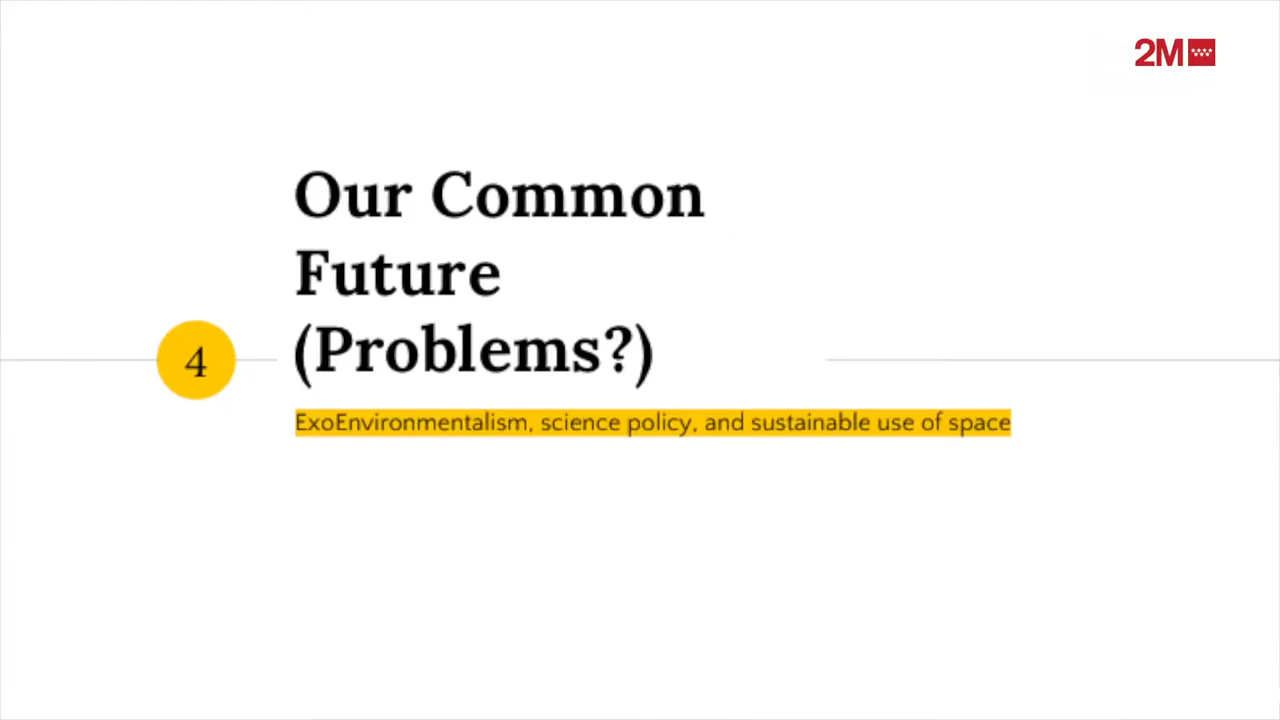 2M
Our Common
Future
4
(Problems?)
ExoEnvironmentalism, science policy, and sustainable use of space